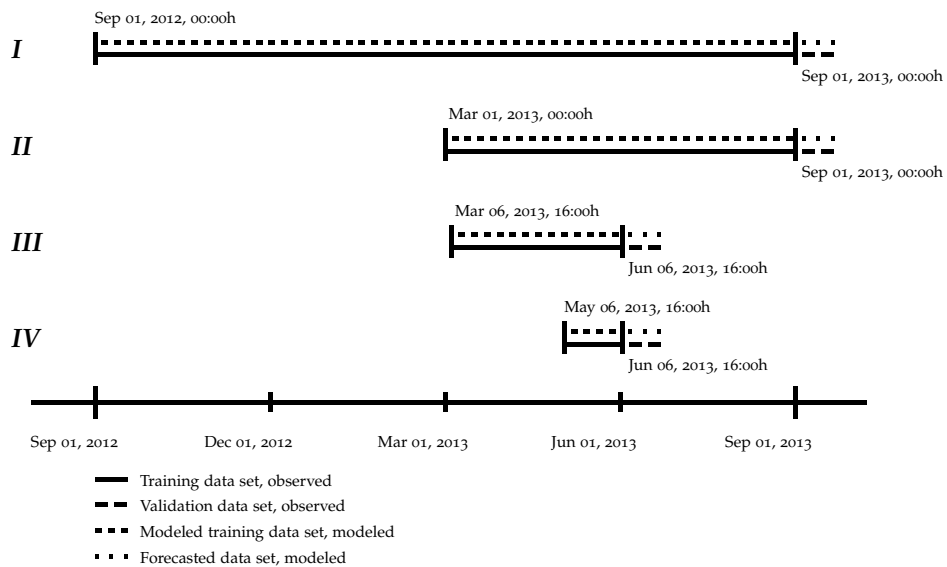 Sep 01, 2012, 00:00h
I
Sep 01, 2013, 00:00h
Mar 01, 2013, 00:00h
II
Sep 01, 2013, 00:00h
Mar 06, 2013, 16:00h
III
Jun 06, 2013, 16:00h
May 06, 2013, 16:00h
IV
Jun 06, 2013, 16:00h
Sep 01, 2012 Dec 01, 2012 Mar 01, 2013 Jun 01, 2013 Sep 01, 2013
Training data set, observed
Validation data set, observed
Modeled training data set, modeled
Forecasted data set, modeled